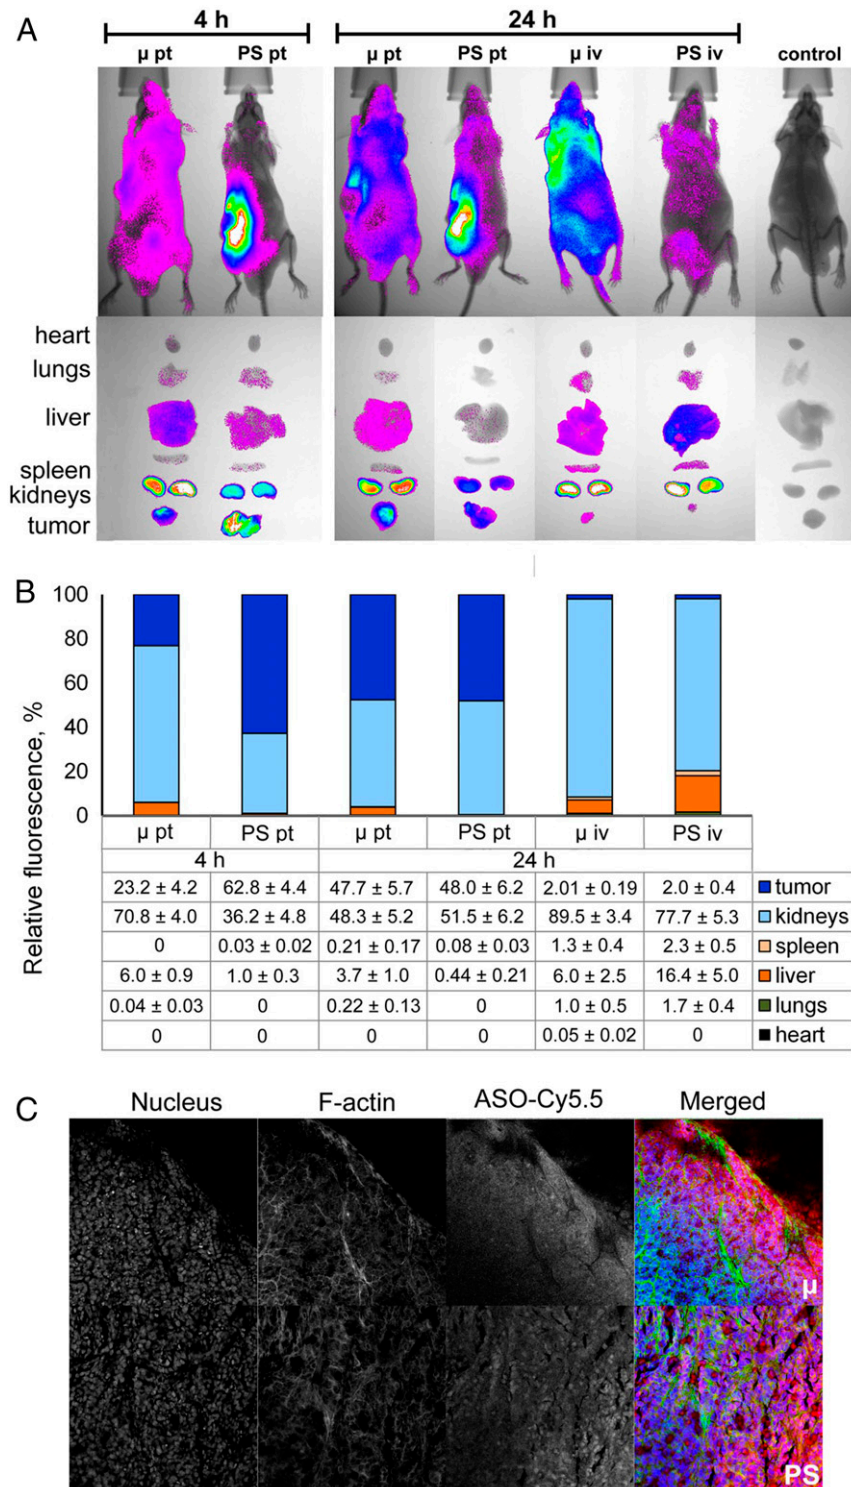 A
4 h
24 h
μ pt
PS pt
μ pt
PS pt
μ iv
PS iv
control
heart
lungs
liver
spleen
kidneys
tumor
B
Relative fluorescence, %
100
80
60
40
20
0
μ pt PS pt μ pt PS pt μ iv PS iv
4 h 24 h
23.2 ± 4.2 62.8 ± 4.4 47.7 ± 5.7 48.0 ± 6.2 2.01 ± 0.19 2.0 ± 0.4 tumor
70.8 ± 4.0 36.2 ± 4.8 48.3 ± 5.2 51.5 ± 6.2 89.5 ± 3.4 77.7 ± 5.3 kidneys
0 0.03 ± 0.02 0.21 ± 0.17 0.08 ± 0.03 1.3 ± 0.4 2.3 ± 0.5 spleen
6.0 ± 0.9 1.0 ± 0.3 3.7 ± 1.0 0.44 ± 0.21 6.0 ± 2.5 16.4 ± 5.0 liver
0.04 ± 0.03 0 0.22 ± 0.13 0 1.0 ± 0.5 1.7 ± 0.4 lungs
0 0 0 0 0.05 ± 0.02 0 heart
C
Nucleus F-actin ASO-Cy5.5 Merged
μ
PS